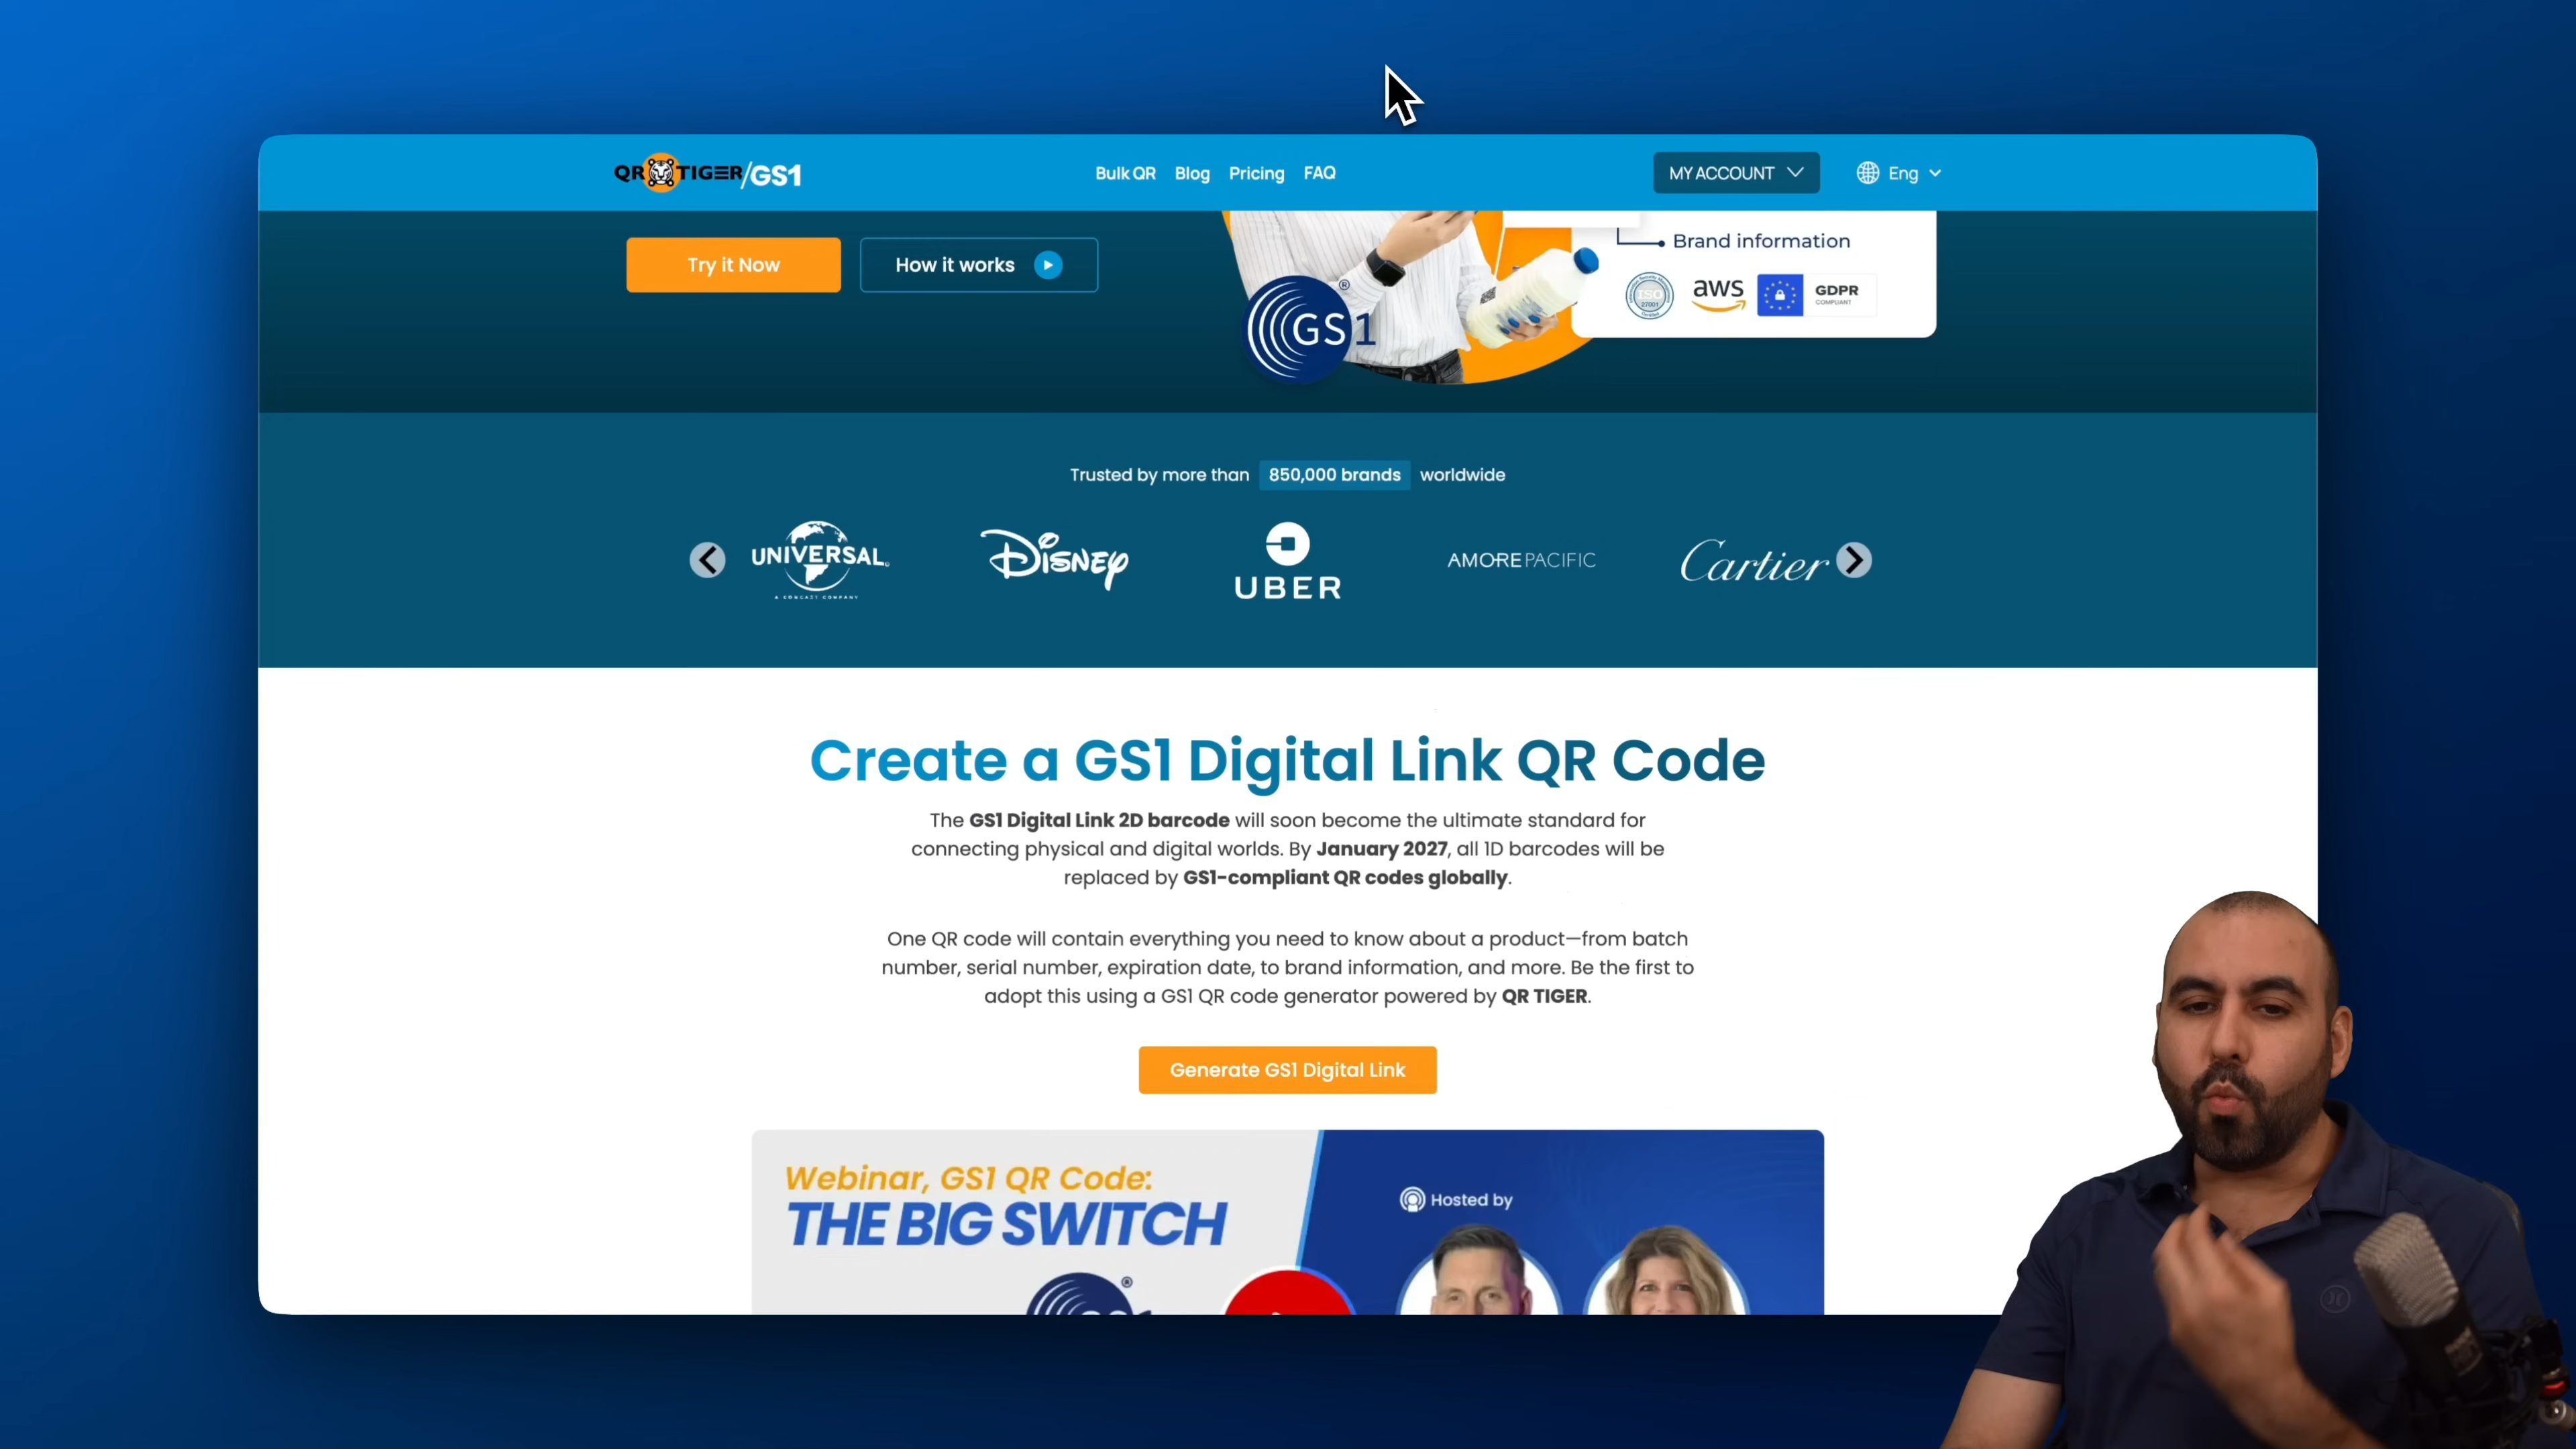 QR TIGER/GS1
Bulk QR Blog Pricing FAQ
MY ACCOUNT
Eng
Try it Now
How it works
GS1
®
Brand information
ISO
27001
aws
GDPR
COMPLIANT
Trusted by more than 850,000 brands worldwide
UNIVERSAL
A COMCAST COMPANY
Disney
UBER
AMOREPACIFIC
Cartier
Create a GS1 Digital Link QR Code
The GS1 Digital Link 2D barcode will soon become the ultimate standard for
connecting physical and digital worlds. By January 2027, all 1D barcodes will be
replaced by GS1-compliant QR codes globally.
One QR code will contain everything you need to know about a product—from batch
number, serial number, expiration date, to brand information, and more. Be the first to
adopt this using a GS1 QR code generator powered by QR TIGER.
Generate GS1 Digital Link
Webinar, GS1 QR Code:
THE BIG SWITCH
Hosted by
®